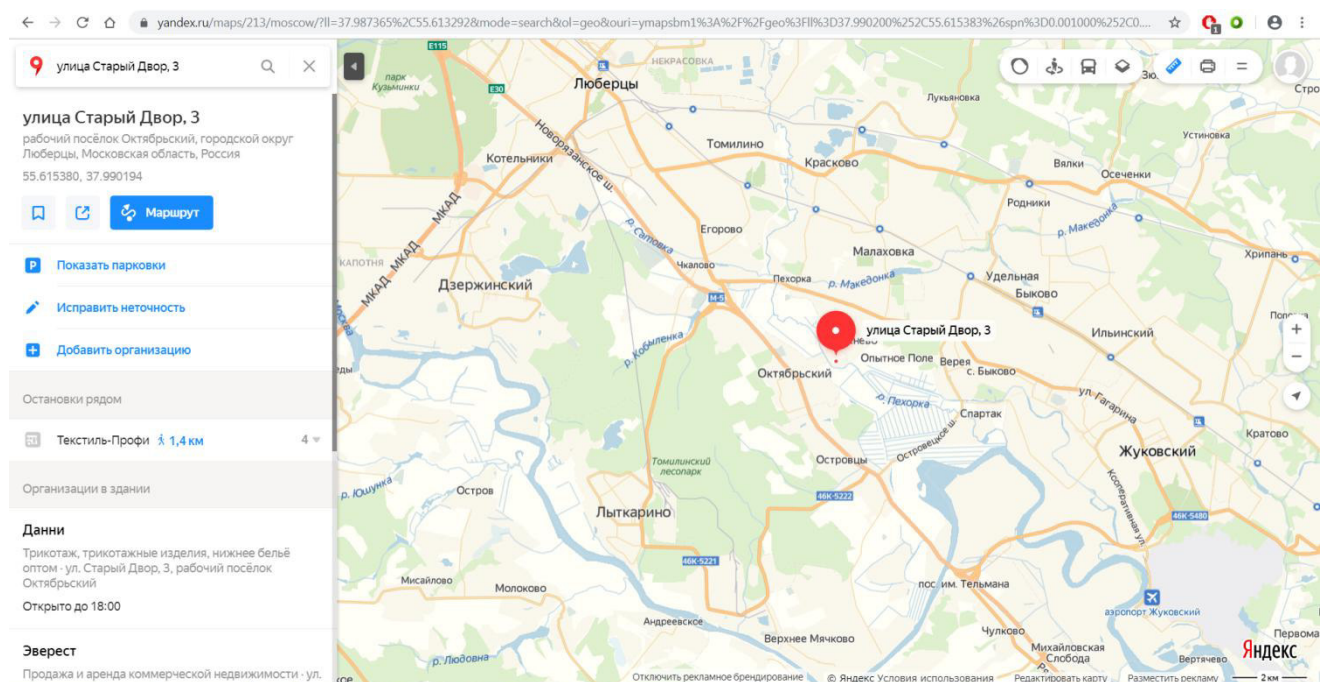 yandex.ru/maps/213/moscow/?ll=37.987365%2C55.613292&mode=search&ol=geo&ouri=ymapsbm1%3A%2F%2Fgeo%3Fll%3D37.990200%252C55.615383%26spn%3D0.001000%252C0....
1
улица Старый Двор, 3
улица Старый Двор, 3
рабочий посёлок Октябрьский, городской округ
Люберцы, Московская область, Россия
55.615380, 37.990194
Маршрут
P Показать парковки
Исправить неточность
Добавить организацию
Остановки рядом
Текстиль-Профи 1,4 км 4
Организации в здании
Данни
Трикотаж, трикотажные изделия, нижнее бельё
оптом · ул. Старый Двор, 3, рабочий посёлок
Октябрьский
Открыто до 18:00
Эверест
Продажа и аренда коммерческой недвижимости · ул.
E115
НЕКРАСОВКА
парк
Кузьминки
E30
Люберцы
Лукьяновка
Стро
Новорязанское ш.
Томилино
Устиновка
Котельники
Красково
Вялки
Осеченки
МКАД
Родники
р. Македонка
р. Сатовка
Егорово
МКАД
МКАД
КАПОТНЯ
Чкалово
Малаховка
Хрипань
Дзержинский
Пехорка
р. Македонка
Удельная
Быково
М-5
Москва
р. Кобыленка
улица Старый Двор, 3
Ильинский
Опытное Поле
Верея
с. Быково
Октябрьский
р. Пехорка
ул. Гагарина
Спартак
Островецкое ш.
Кратово
Жуковский
Томилинский
лесопарк
Островцы
Кооперативная ул.
р. Юшунка
Остров
46К-5222
Лыткарино
46К-5480
46К-5221
Мисайлово
Молоково
пос. им. Тельмана
аэропорт Жуковский
Андреевское
Чулково
Верхнее Мячково
Первома
Михайловская
Слобода
Вертячево
Яндекс
р. Людовна
Отключить рекламное брендирование
© Яндекс Условия использования
Редактировать карту
Разместить рекламу
2 км